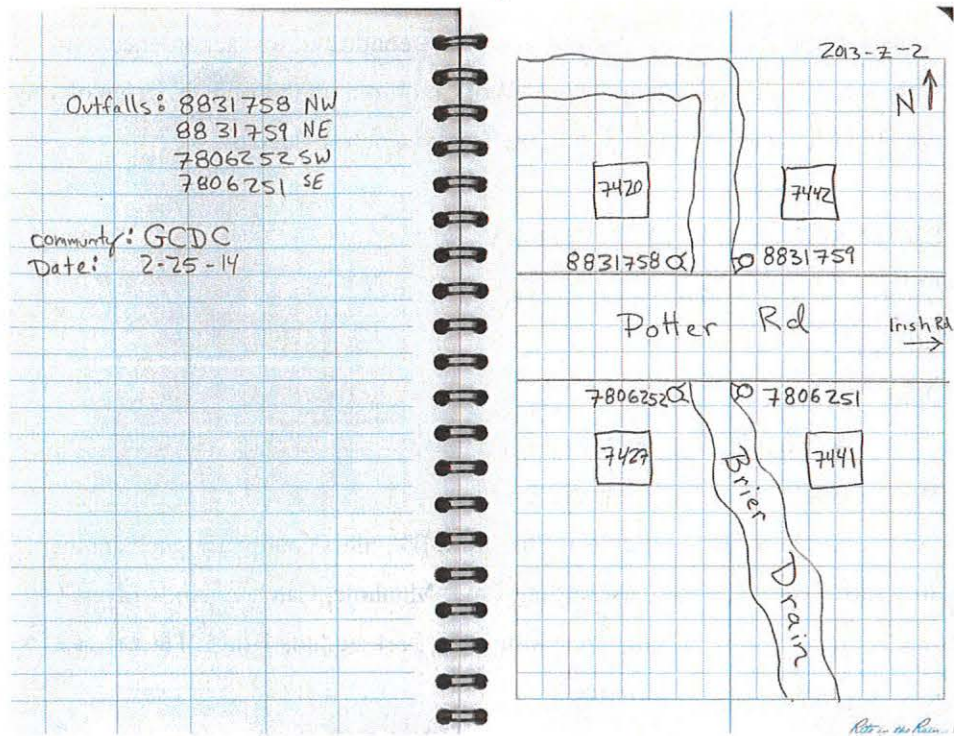 Outfalls: 8831758 NW
8831759 NE
7806252 SW
7806251 SE
community: GCDC
Date: 2-25-14
2013-Z-2
N
7420
7442
8831758
8831759
Potter Rd
Irish Rd
7806252
7806251
7427
7441
Brier
Drain
Rite in the Rain